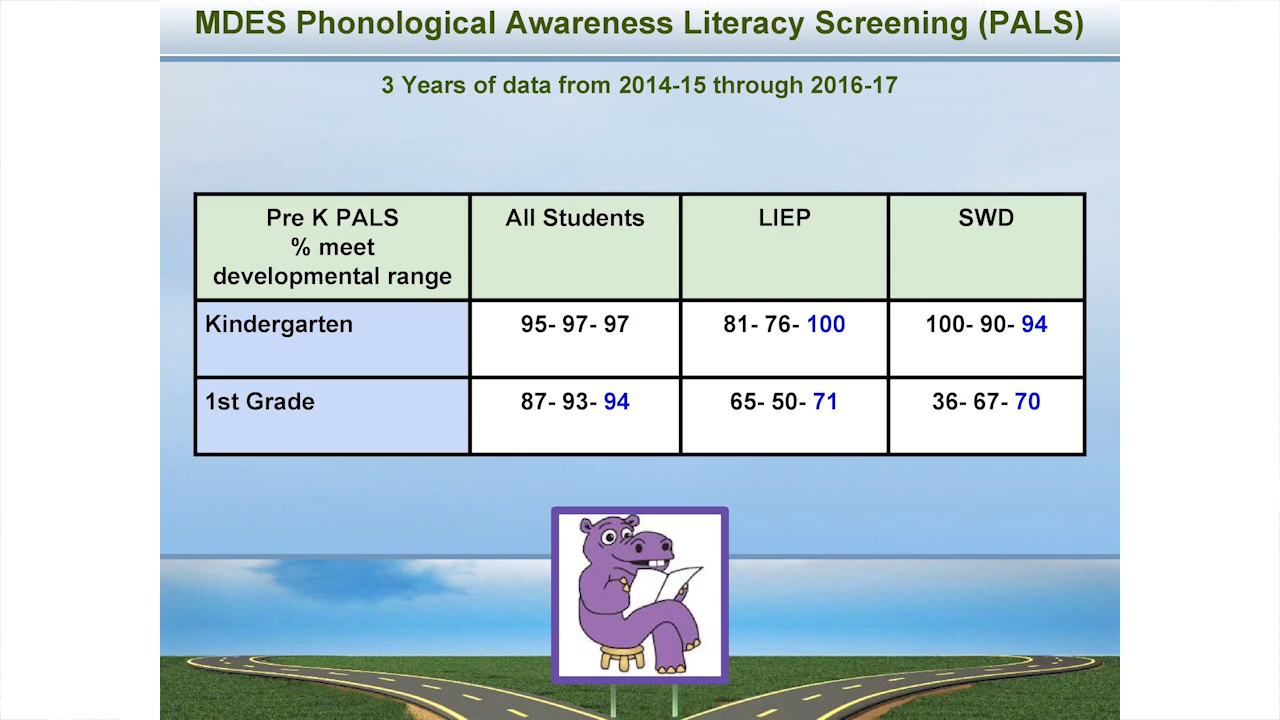 MDES Phonological Awareness Literacy Screening (PALS)
3 Years of data from 2014-15 through 2016-17
Pre K PALS
% meet
developmental range
All Students
LIEP
SWD
Kindergarten
95- 97- 97
81- 76- 100
100- 90- 94
1st Grade
87- 93- 94
65- 50- 71
36- 67- 70